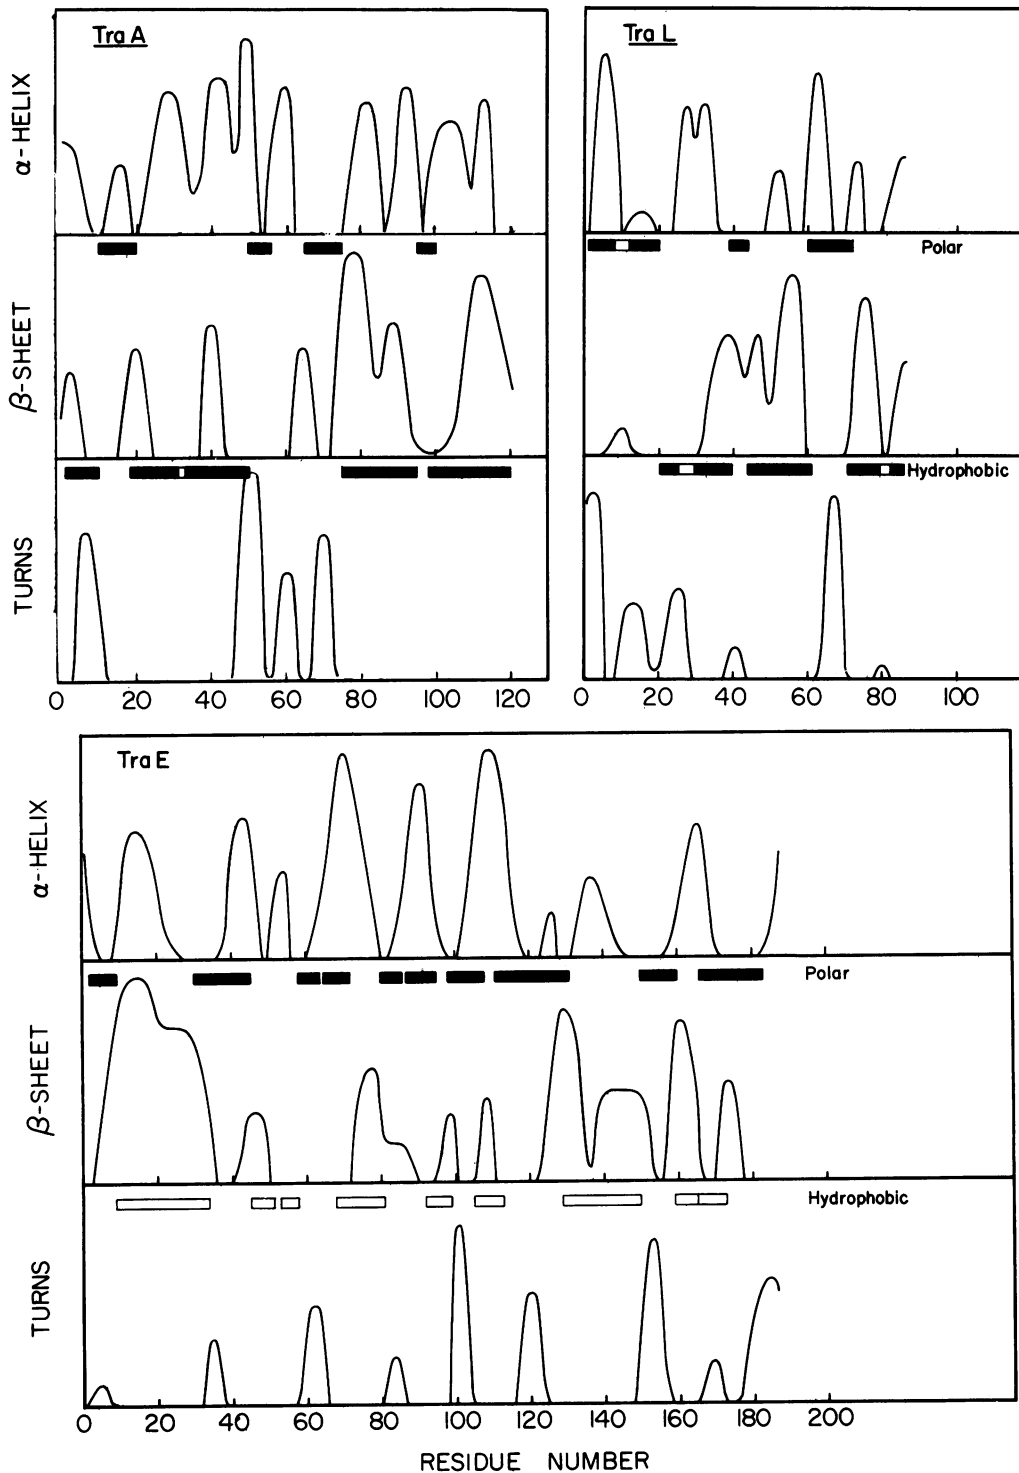 Tra A
Tra L
α-HELIX
Polar
β-SHEET
Hydrophobic
TURNS
0 20 40 60 80 100 120
0 20 40 60 80 100
Tra E
α-HELIX
Polar
β-SHEET
Hydrophobic
TURNS
0 20 40 60 80 100 120 140 160 180 200
RESIDUE NUMBER